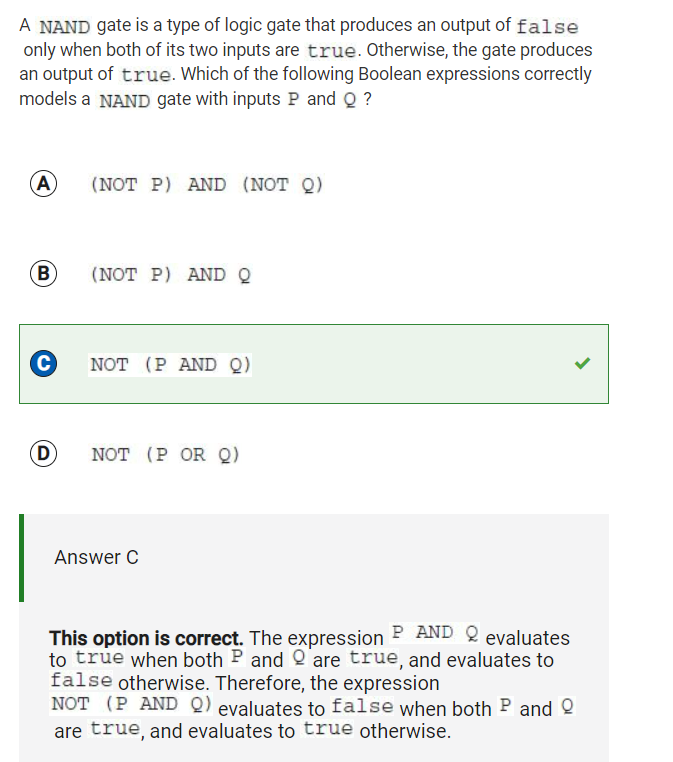 A NAND gate is a type of logic gate that produces an output of false
only when both of its two inputs are true. Otherwise, the gate produces
an output of true. Which of the following Boolean expressions correctly
models a NAND gate with inputs P and Q ?
A (NOT P) AND (NOT Q)
B (NOT P) AND Q
C NOT (P AND Q)
D NOT (P OR Q)
Answer C
This option is correct. The expression P AND Q evaluates
to true when both P and Q are true, and evaluates to
false otherwise. Therefore, the expression
NOT (P AND Q) evaluates to false when both P and Q
are true, and evaluates to true otherwise.